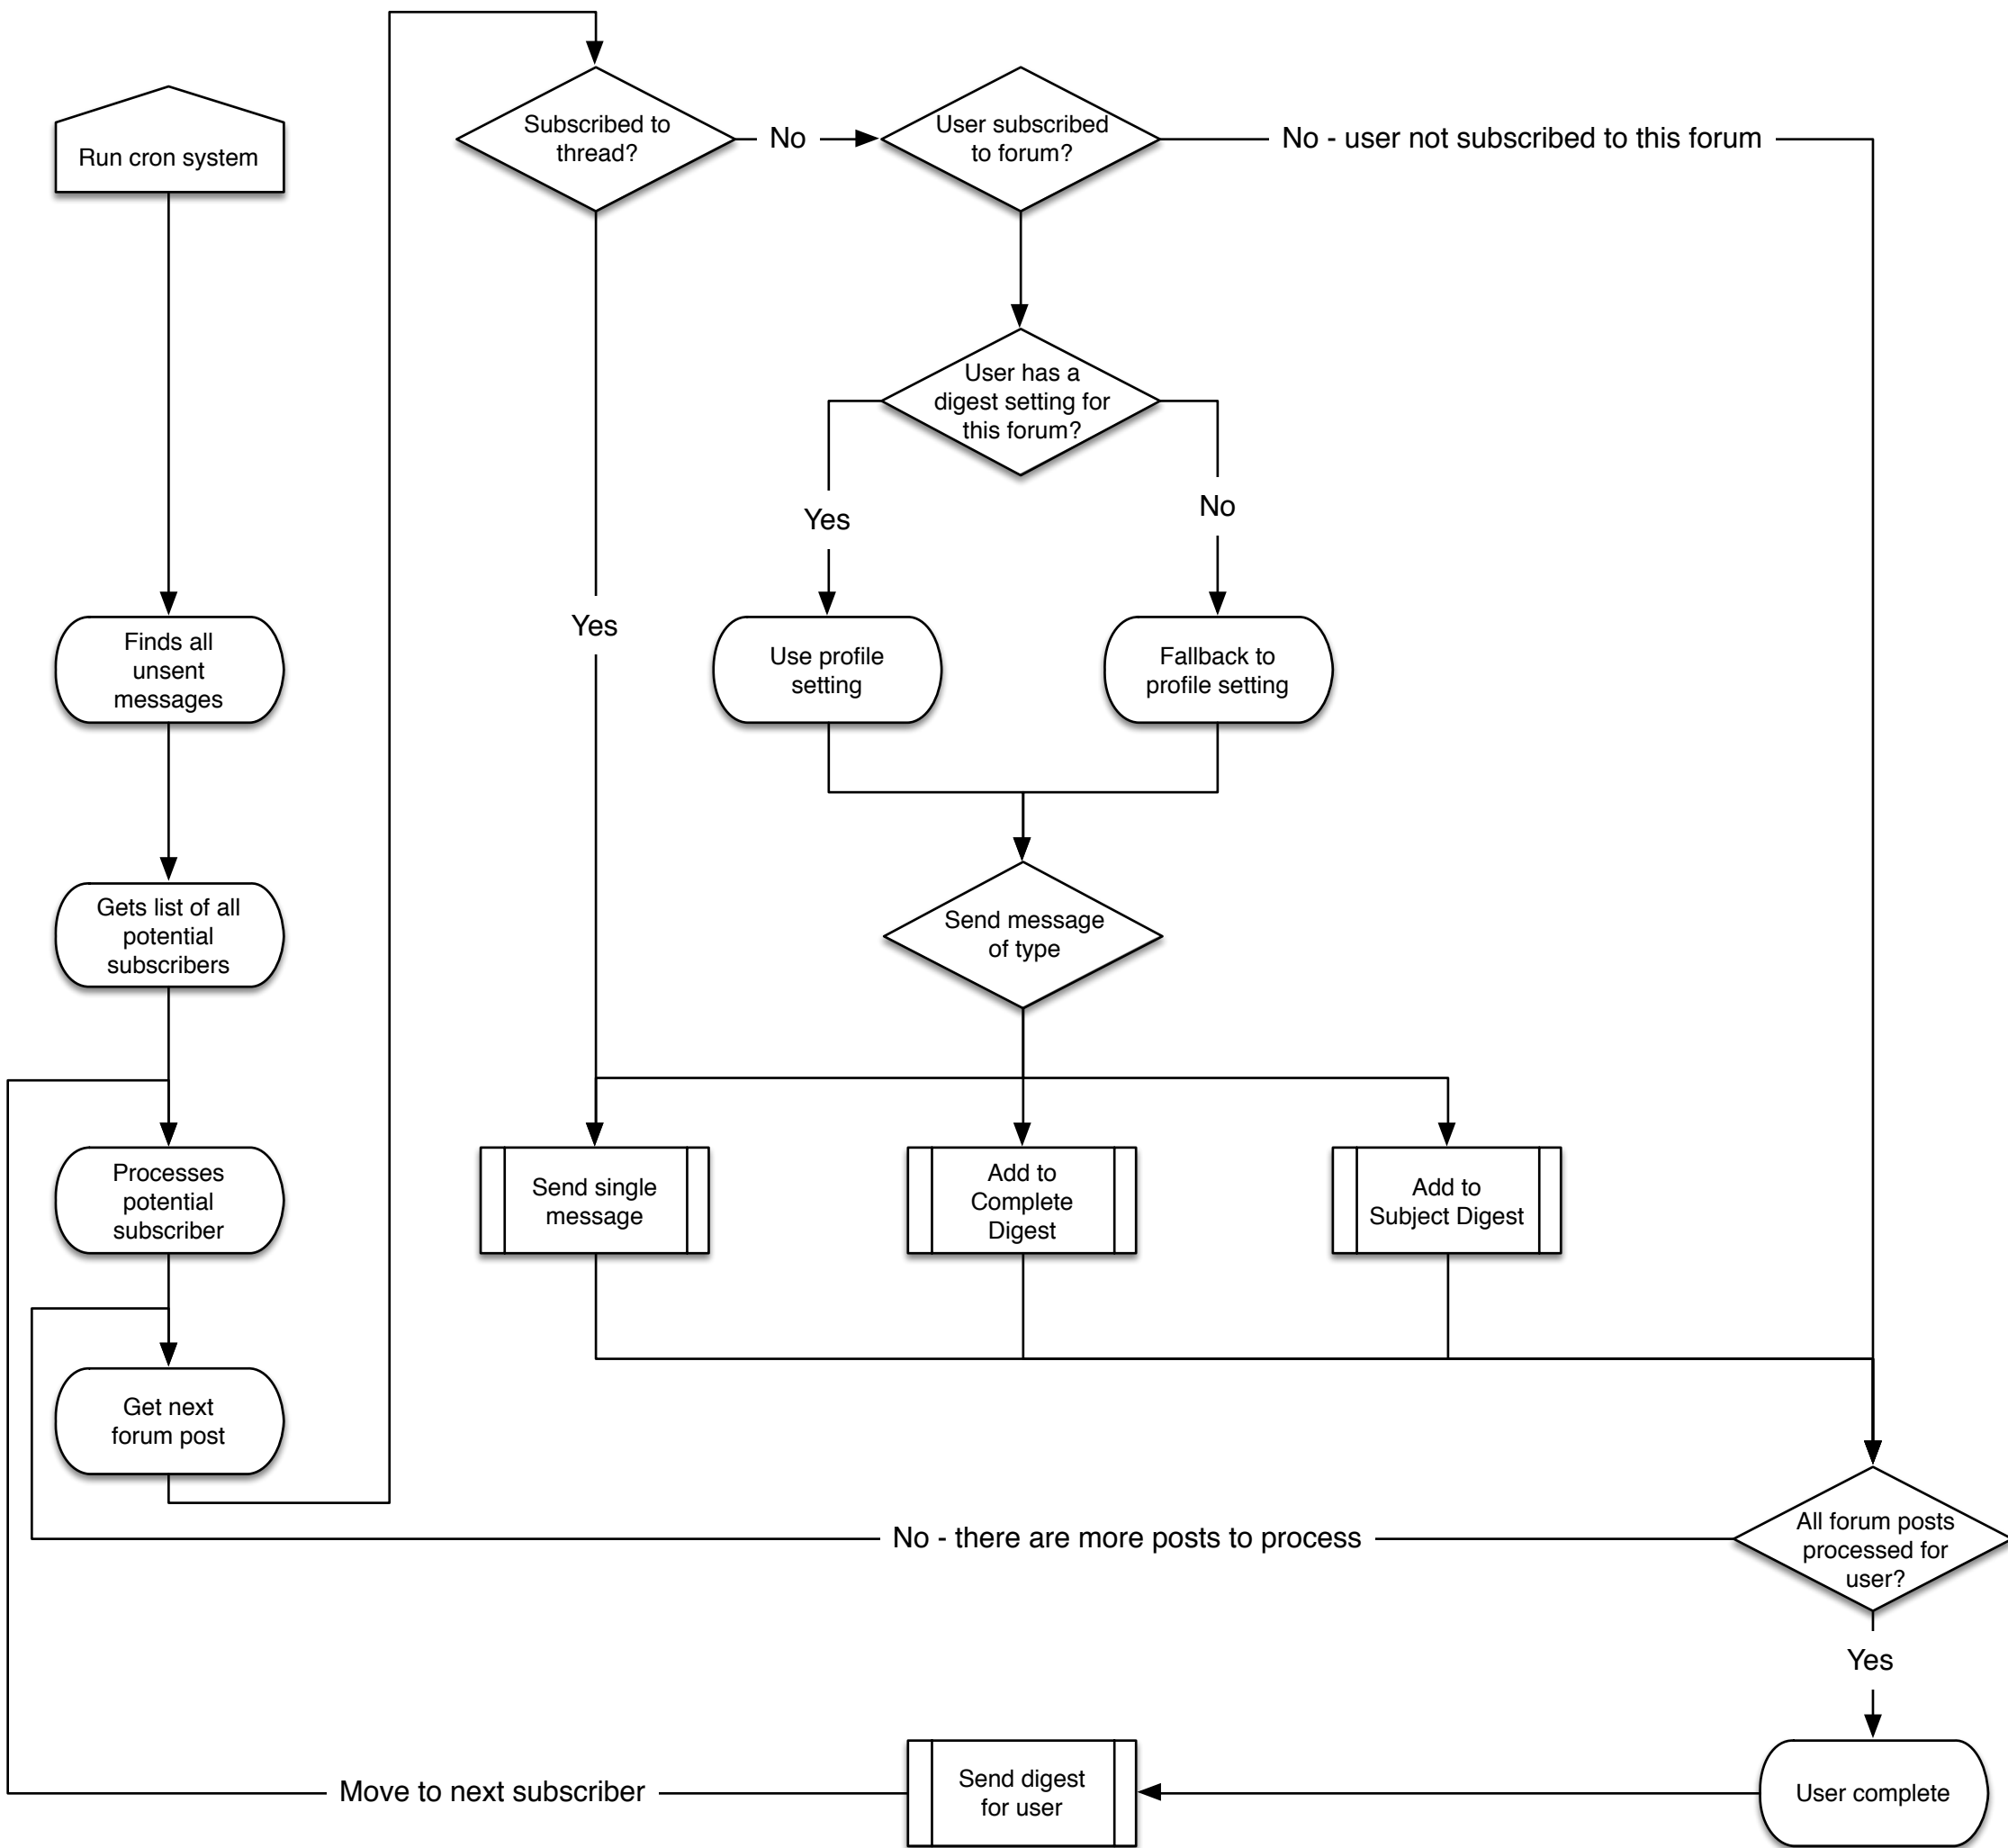 Run cron system
Finds all
unsent
messages
Gets list of all
potential
subscribers
Processes
potential
subscriber
Get next
forum post
Subscribed to
thread?
No
User subscribed
to forum?
No - user not subscribed to this forum
User has a
digest setting for
this forum?
Yes
No
Yes
Use profile
setting
Fallback to
profile setting
Send message
of type
Send single
message
Add to
Complete
Digest
Add to
Subject Digest
No - there are more posts to process
All forum posts
processed for
user?
Yes
Move to next subscriber
Send digest
for user
User complete